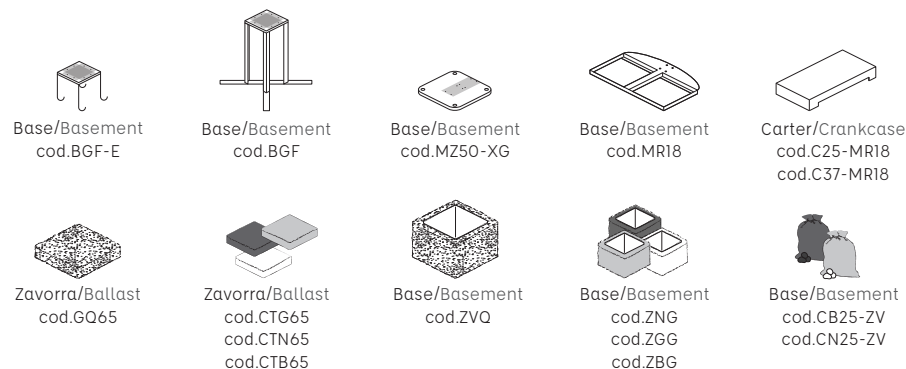 Base/Basement
cod.BGF-E
Base/Basement
cod.BGF
Base/Basement
cod.MZ50-XG
Base/Basement
cod.MR18
Carter/Crankcase
cod.C25-MR18
cod.C37-MR18
Zavorra/Ballast
cod.GQ65
Zavorra/Ballast
cod.CTG65
cod.CTN65
cod.CTB65
Base/Basement
cod.ZVQ
Base/Basement
cod.ZNG
cod.ZGG
cod.ZBG
Base/Basement
cod.CB25-ZV
cod.CN25-ZV